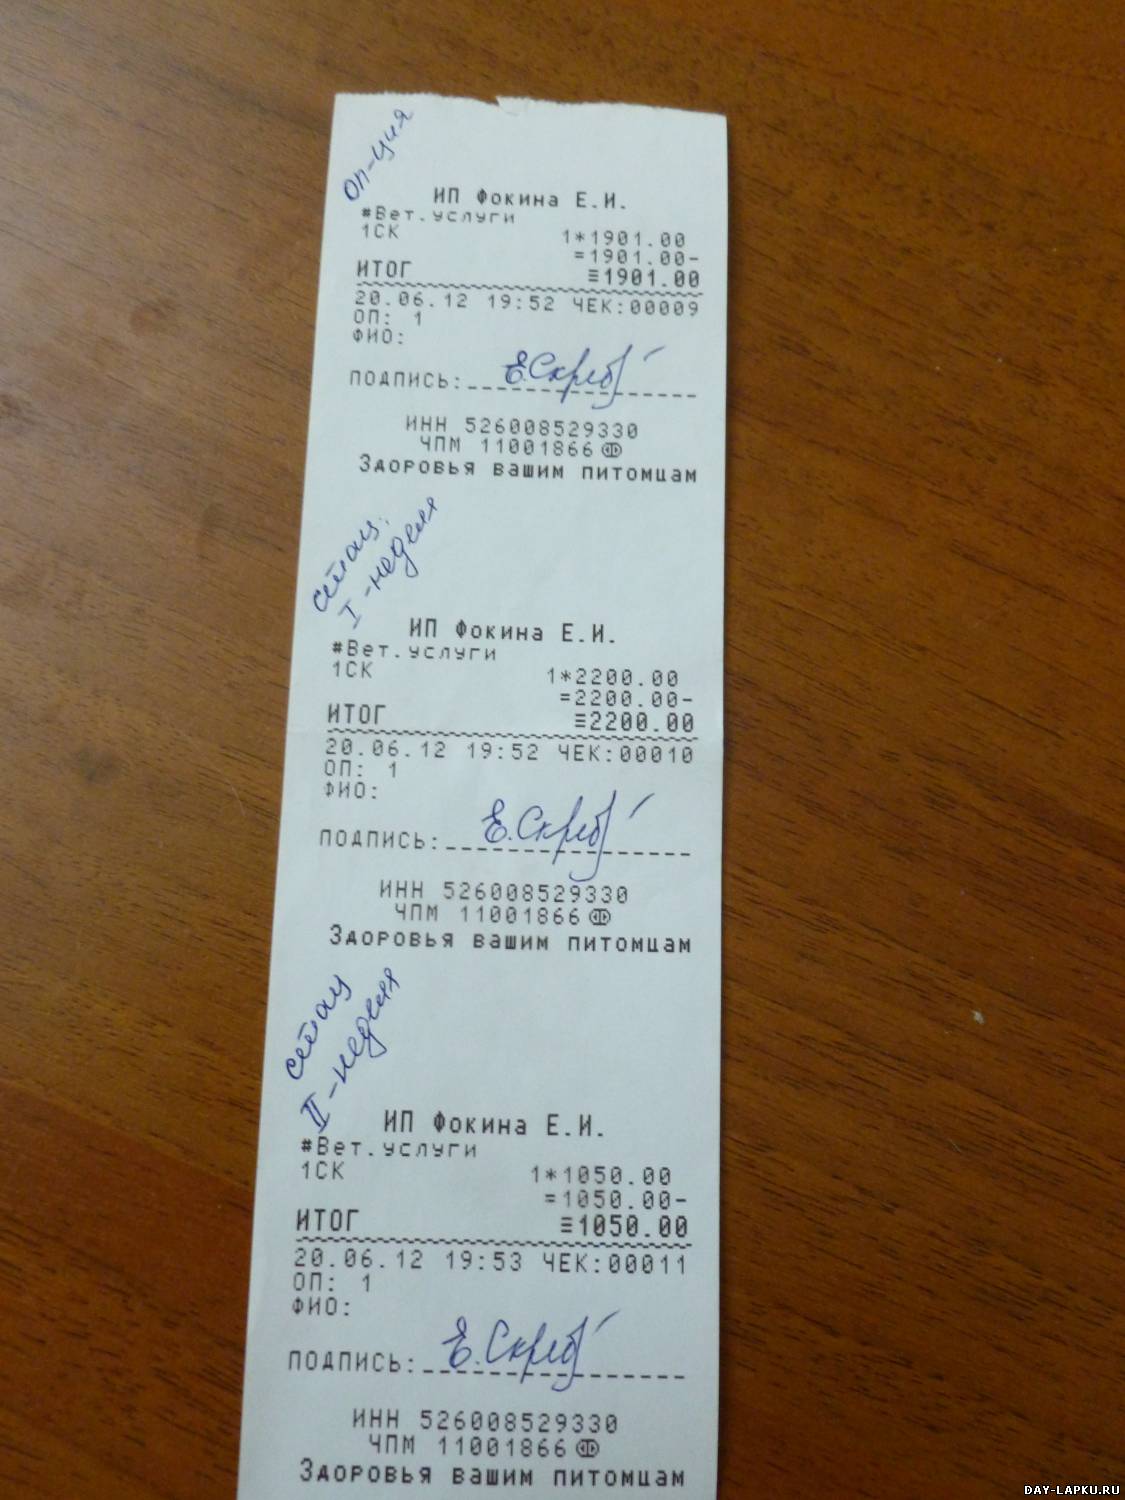 оп-ция
ИП Фокина Е.И.
#Вет.услуги
1СК 1*1901.00
=1901.00-
ИТОГ ≡1901.00
20.06.12 19:52 ЧЕК:00009
ОП: 1
ФИО:
ПОДПИСЬ:
ИНН 526008529330
ЧПМ 11001866
Здоровья вашим питомцам
стац.
I-неделя
ИП Фокина Е.И.
#Вет.услуги
1СК 1*2200.00
=2200.00-
ИТОГ ≡2200.00
20.06.12 19:52 ЧЕК:00010
ОП: 1
ФИО:
ПОДПИСЬ:
ИНН 526008529330
ЧПМ 11001866
Здоровья вашим питомцам
стац
II-неделя
ИП Фокина Е.И.
#Вет.услуги
1СК 1*1050.00
=1050.00-
ИТОГ ≡1050.00
20.06.12 19:53 ЧЕК:00011
ОП: 1
ФИО:
ПОДПИСЬ:
ИНН 526008529330
ЧПМ 11001866
Здоровья вашим питомцам
DAY-LAPKU.RU